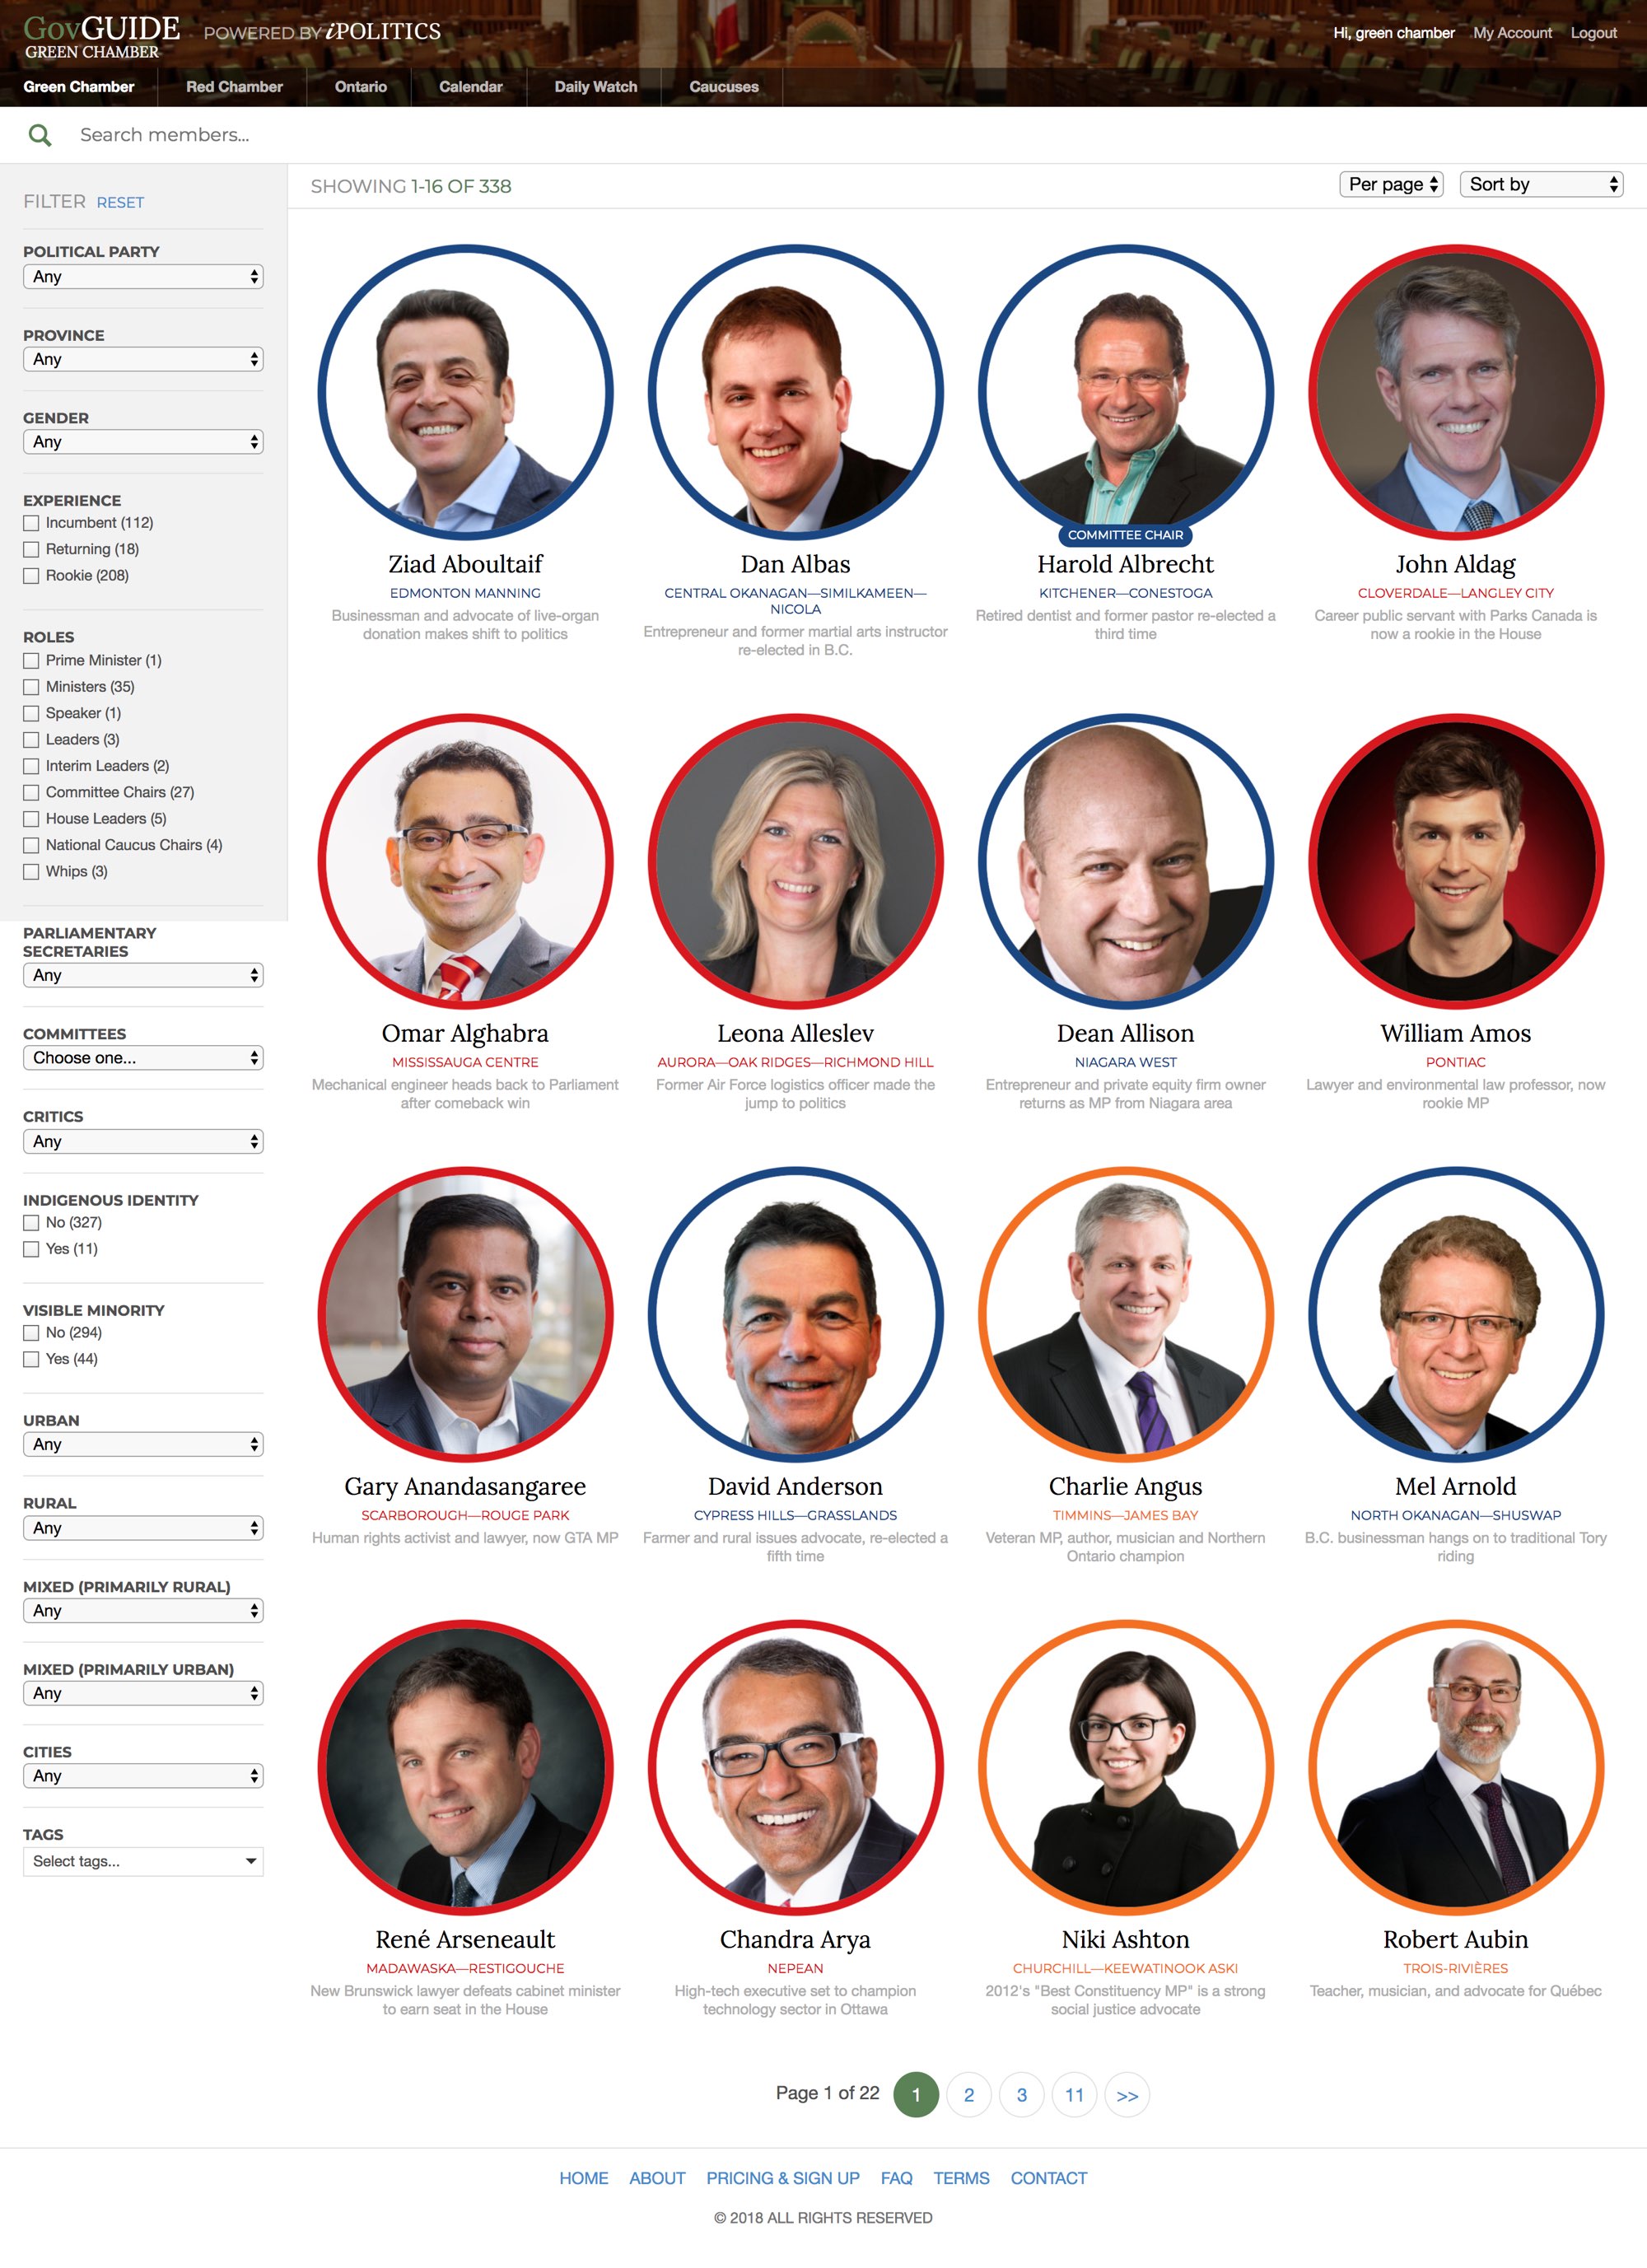 GovGUIDE POWERED BY iPOLITICS
GREEN CHAMBER
Hi, green chamber My Account Logout
Green Chamber Red Chamber Ontario Calendar Daily Watch Caucuses
Search members...
FILTER RESET
POLITICAL PARTY
Any
PROVINCE
Any
GENDER
Any
EXPERIENCE
Incumbent (112)
Returning (18)
Rookie (208)
ROLES
Prime Minister (1)
Ministers (35)
Speaker (1)
Leaders (3)
Interim Leaders (2)
Committee Chairs (27)
House Leaders (5)
National Caucus Chairs (4)
Whips (3)
PARLIAMENTARY
SECRETARIES
Any
COMMITTEES
Choose one...
CRITICS
Any
INDIGENOUS IDENTITY
No (327)
Yes (11)
VISIBLE MINORITY
No (294)
Yes (44)
URBAN
Any
RURAL
Any
MIXED (PRIMARILY RURAL)
Any
MIXED (PRIMARILY URBAN)
Any
CITIES
Any
TAGS
Select tags...
SHOWING 1-16 OF 338
Per page Sort by
Ziad Aboultaif
EDMONTON MANNING
Businessman and advocate of live-organ
donation makes shift to politics
Dan Albas
CENTRAL OKANAGAN—SIMILKAMEEN—
NICOLA
Entrepreneur and former martial arts instructor
re-elected in B.C.
COMMITTEE CHAIR
Harold Albrecht
KITCHENER—CONESTOGA
Retired dentist and former pastor re-elected a
third time
John Aldag
CLOVERDALE—LANGLEY CITY
Career public servant with Parks Canada is
now a rookie in the House
Omar Alghabra
MISSISSAUGA CENTRE
Mechanical engineer heads back to Parliament
after comeback win
Leona Alleslev
AURORA—OAK RIDGES—RICHMOND HILL
Former Air Force logistics officer made the
jump to politics
Dean Allison
NIAGARA WEST
Entrepreneur and private equity firm owner
returns as MP from Niagara area
William Amos
PONTIAC
Lawyer and environmental law professor, now
rookie MP
Gary Anandasangaree
SCARBOROUGH—ROUGE PARK
Human rights activist and lawyer, now GTA MP
David Anderson
CYPRESS HILLS—GRASSLANDS
Farmer and rural issues advocate, re-elected a
fifth time
Charlie Angus
TIMMINS—JAMES BAY
Veteran MP, author, musician and Northern
Ontario champion
Mel Arnold
NORTH OKANAGAN—SHUSWAP
B.C. businessman hangs on to traditional Tory
riding
René Arseneault
MADAWASKA—RESTIGOUCHE
New Brunswick lawyer defeats cabinet minister
to earn seat in the House
Chandra Arya
NEPEAN
High-tech executive set to champion
technology sector in Ottawa
Niki Ashton
CHURCHILL—KEEWATINOOK ASKI
2012's "Best Constituency MP" is a strong
social justice advocate
Robert Aubin
TROIS-RIVIÈRES
Teacher, musician, and advocate for Québec
Page 1 of 22 1 2 3 11 >>
HOME ABOUT PRICING & SIGN UP FAQ TERMS CONTACT
© 2018 ALL RIGHTS RESERVED